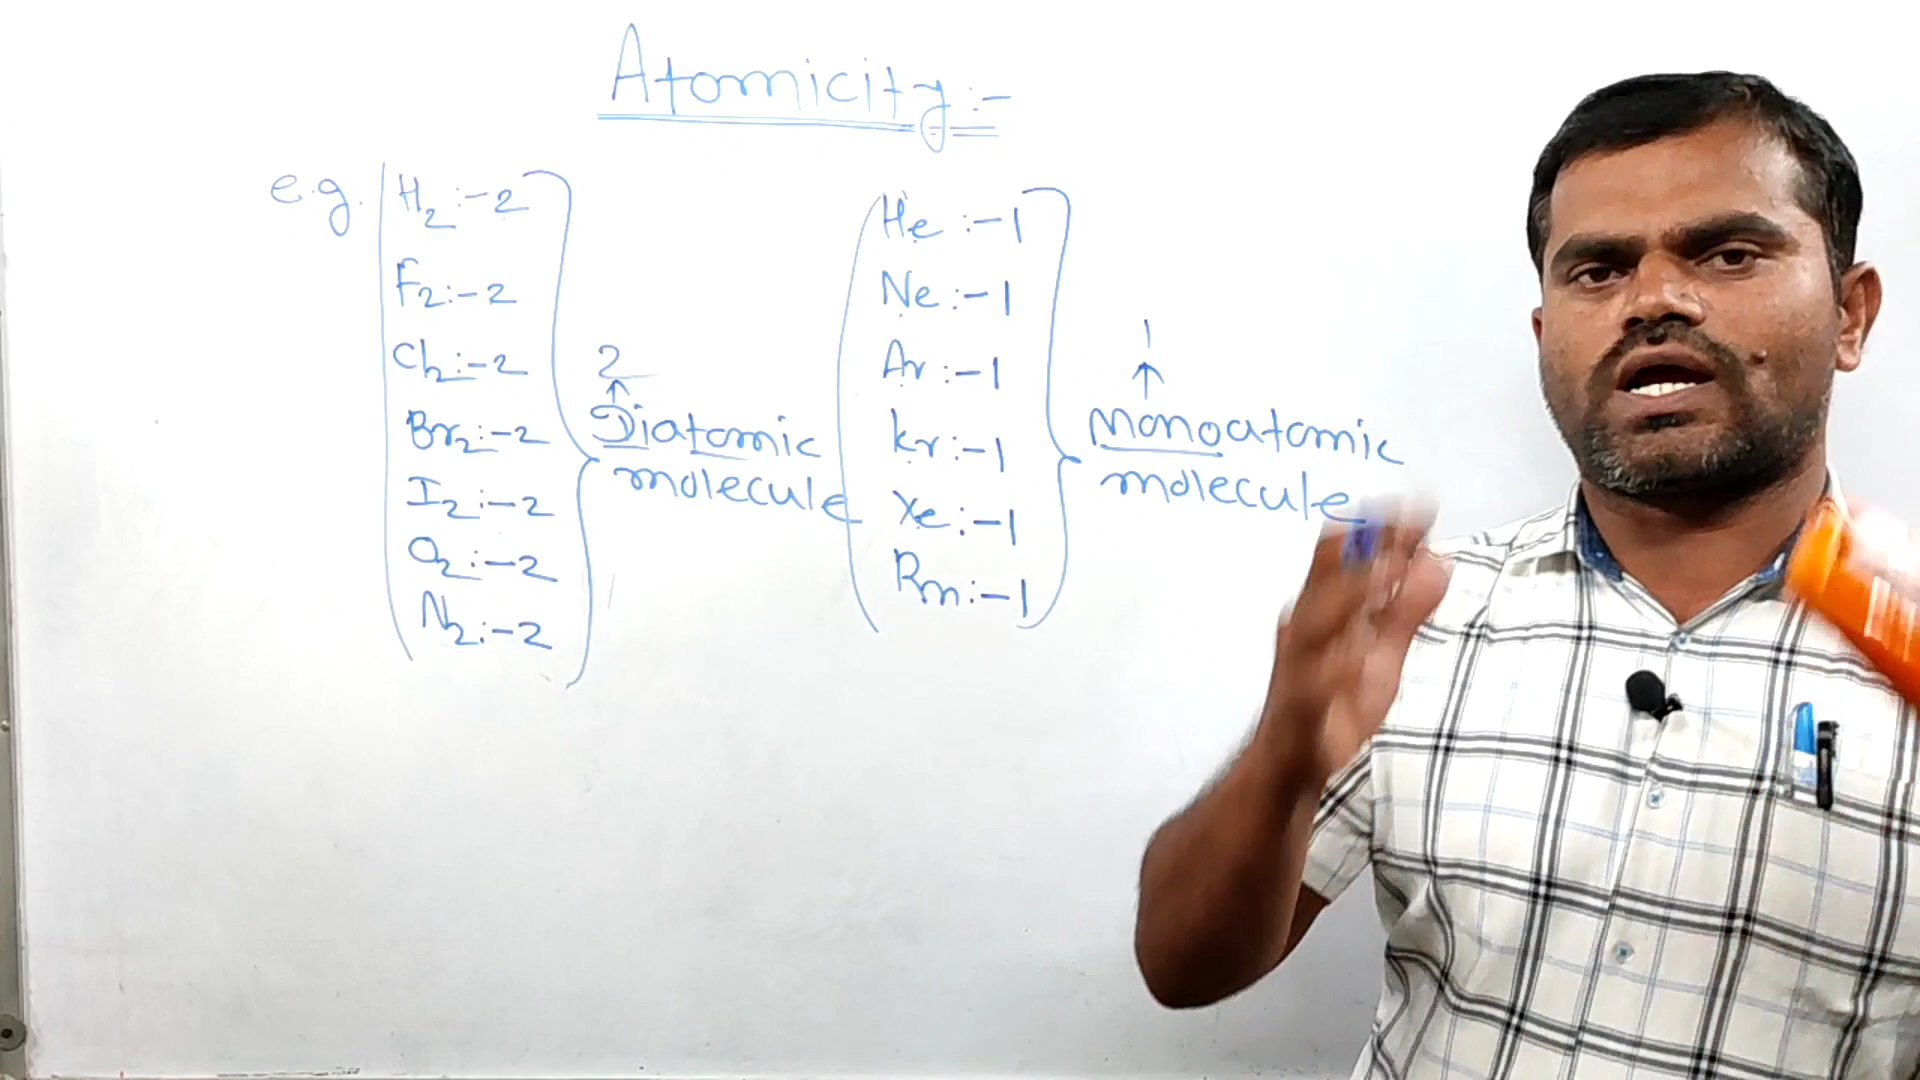 Atomicity :-
e.g. H2 :- 2
F2 :- 2
Cl2 :- 2
Br2 :- 2
I2 :- 2
O2 :- 2
N2 :- 2
2
↑
Diatomic
molecule
He :- 1
Ne :- 1
Ar :- 1
Kr :- 1
Xe :- 1
Rn :- 1
1
↑
Monoatomic
molecule